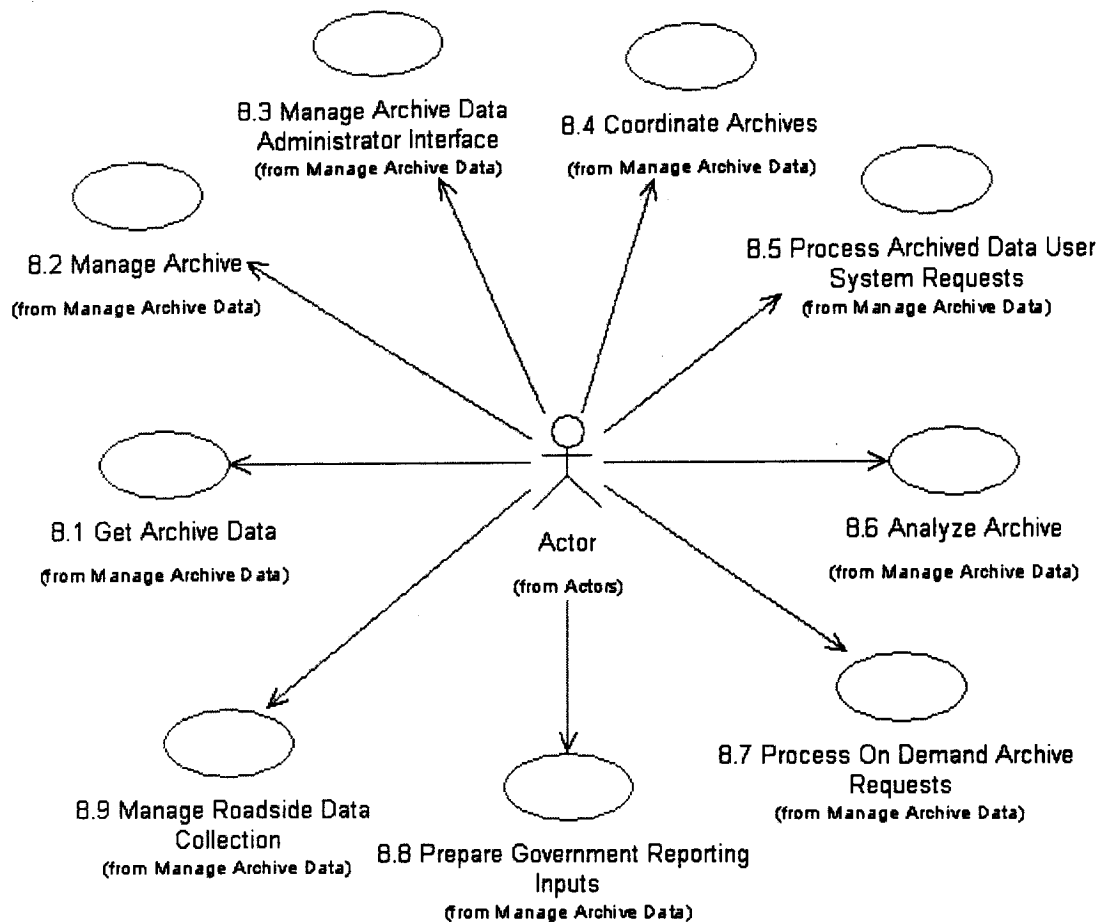 8.3 Manage Archive Data
Administrator Interface
(from Manage Archive Data)
8.4 Coordinate Archives
(from Manage Archive Data)
8.2 Manage Archive
(from Manage Archive Data)
8.5 Process Archived Data User
System Requests
(from Manage Archive Data)
8.1 Get Archive Data
(from Manage Archive Data)
Actor
(from Actors)
8.6 Analyze Archive
(from Manage Archive Data)
8.7 Process On Demand Archive
Requests
(from Manage Archive Data)
8.9 Manage Roadside Data
Collection
(from Manage Archive Data)
8.8 Prepare Government Reporting
Inputs
(from Manage Archive Data)